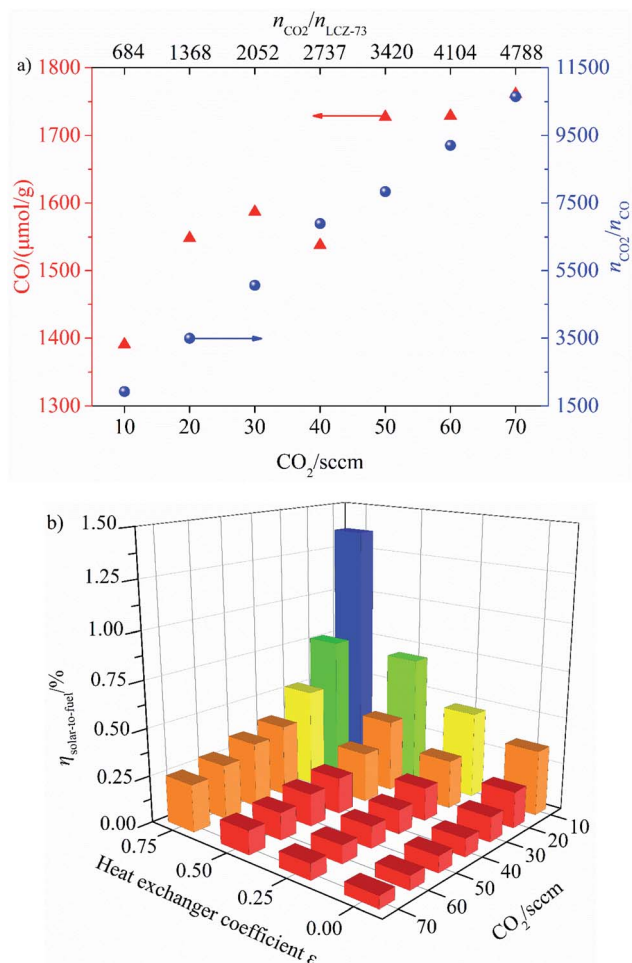 n_CO2/n_LCZ-73
684 1368 2052 2737 3420 4104 4788
a)
1800 11500
1700 9500
1600 7500
1500 5500
1400 3500
1300 1500
CO/(μmol/g)
n_CO2/n_CO
10 20 30 40 50 60 70
CO₂/sccm
b)
1.50
1.25
1.00
0.75
0.50
0.25
0.00
η_solar-to-fuel/%
0.75 0.50 0.25 0.00
Heat exchanger coefficient ε
10
20
30
40
50
60
70
CO₂/sccm